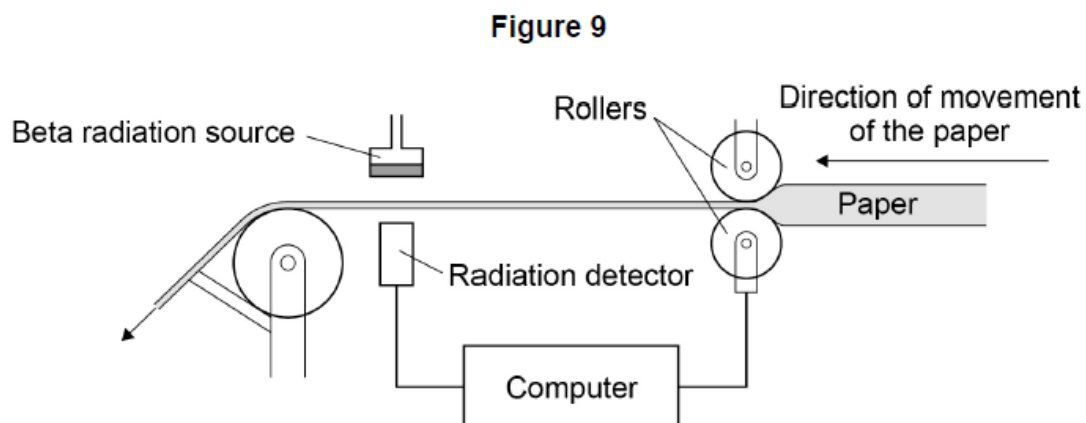 Figure 9
Beta radiation source
Rollers
Direction of movement
of the paper
Paper
Radiation detector
Computer